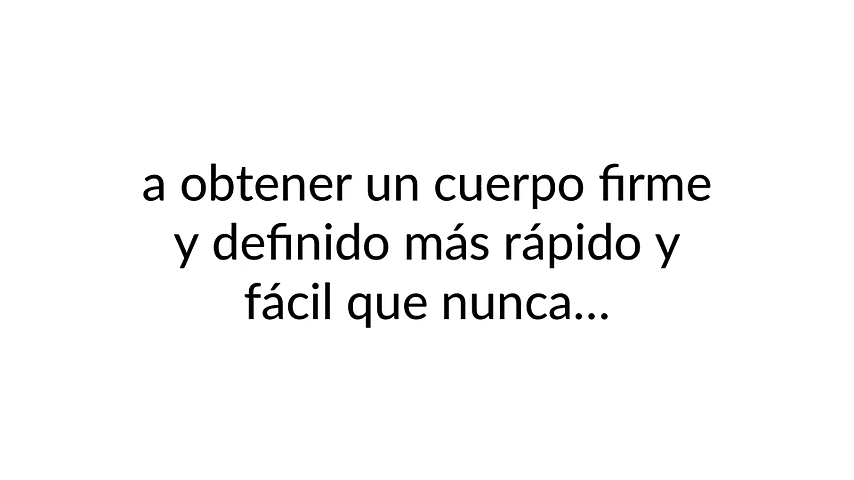 a obtener un cuerpo firme
y definido más rápido y
fácil que nunca...